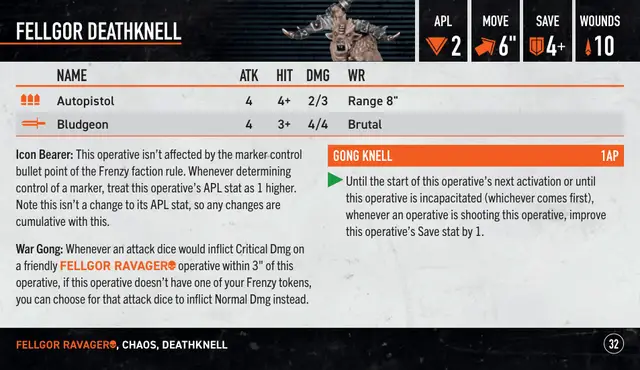 FELLGOR DEATHKNELL
APL
2
MOVE
6"
SAVE
4+
WOUNDS
10
NAME ATK HIT DMG WR
Autopistol 4 4+ 2/3 Range 8"
Bludgeon 4 3+ 4/4 Brutal
Icon Bearer: This operative isn't affected by the marker control
bullet point of the Frenzy faction rule. Whenever determining
control of a marker, treat this operative's APL stat as 1 higher.
Note this isn't a change to its APL stat, so any changes are
cumulative with this.
War Gong: Whenever an attack dice would inflict Critical Dmg on
a friendly FELLGOR RAVAGER operative within 3" of this
operative, if this operative doesn't have one of your Frenzy tokens,
you can choose for that attack dice to inflict Normal Dmg instead.
GONG KNELL 1AP
Until the start of this operative's next activation or until
this operative is incapacitated (whichever comes first),
whenever an operative is shooting this operative, improve
this operative's Save stat by 1.
FELLGOR RAVAGER, CHAOS, DEATHKNELL
32